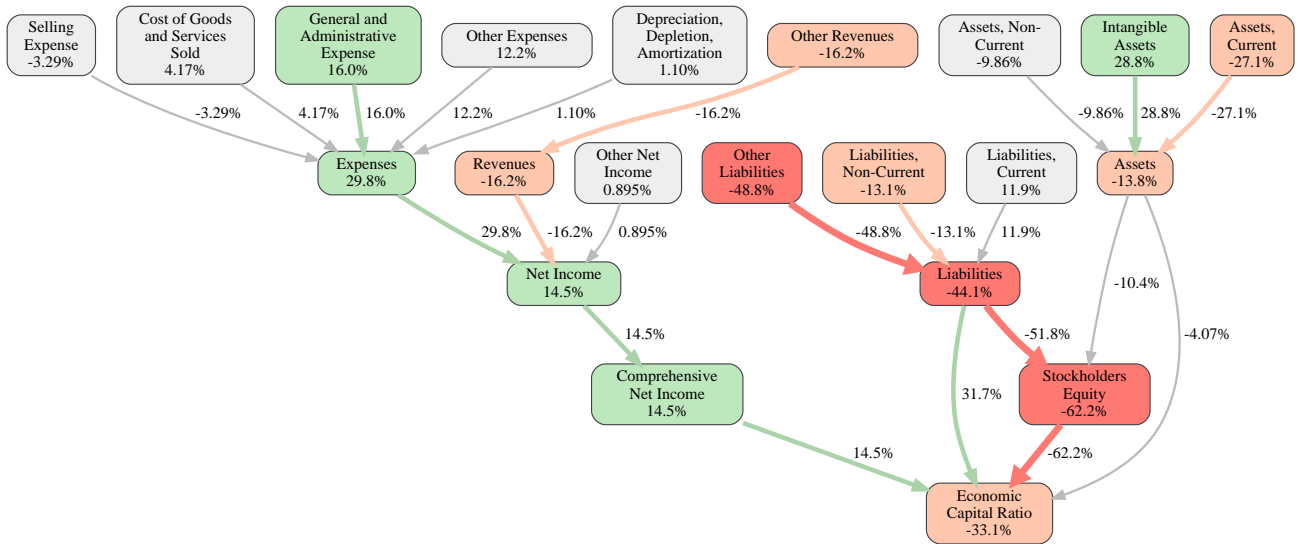 Selling
Expense
-3.29%
Cost of Goods
and Services
Sold
4.17%
General and
Administrative
Expense
16.0%
Other Expenses
12.2%
Depreciation,
Depletion,
Amortization
1.10%
Other Revenues
-16.2%
Assets, Non-
Current
-9.86%
Intangible
Assets
28.8%
Assets,
Current
-27.1%
-3.29%
4.17%
16.0%
12.2%
1.10%
-16.2%
-9.86%
28.8%
-27.1%
Expenses
29.8%
Revenues
-16.2%
Other Net
Income
0.895%
Other
Liabilities
-48.8%
Liabilities,
Non-Current
-13.1%
Liabilities,
Current
11.9%
Assets
-13.8%
29.8%
-16.2%
0.895%
-48.8%
-13.1%
11.9%
Net Income
14.5%
Liabilities
-44.1%
-10.4%
14.5%
-51.8%
-4.07%
Comprehensive
Net Income
14.5%
Stockholders
Equity
-62.2%
31.7%
14.5%
-62.2%
Economic
Capital Ratio
-33.1%